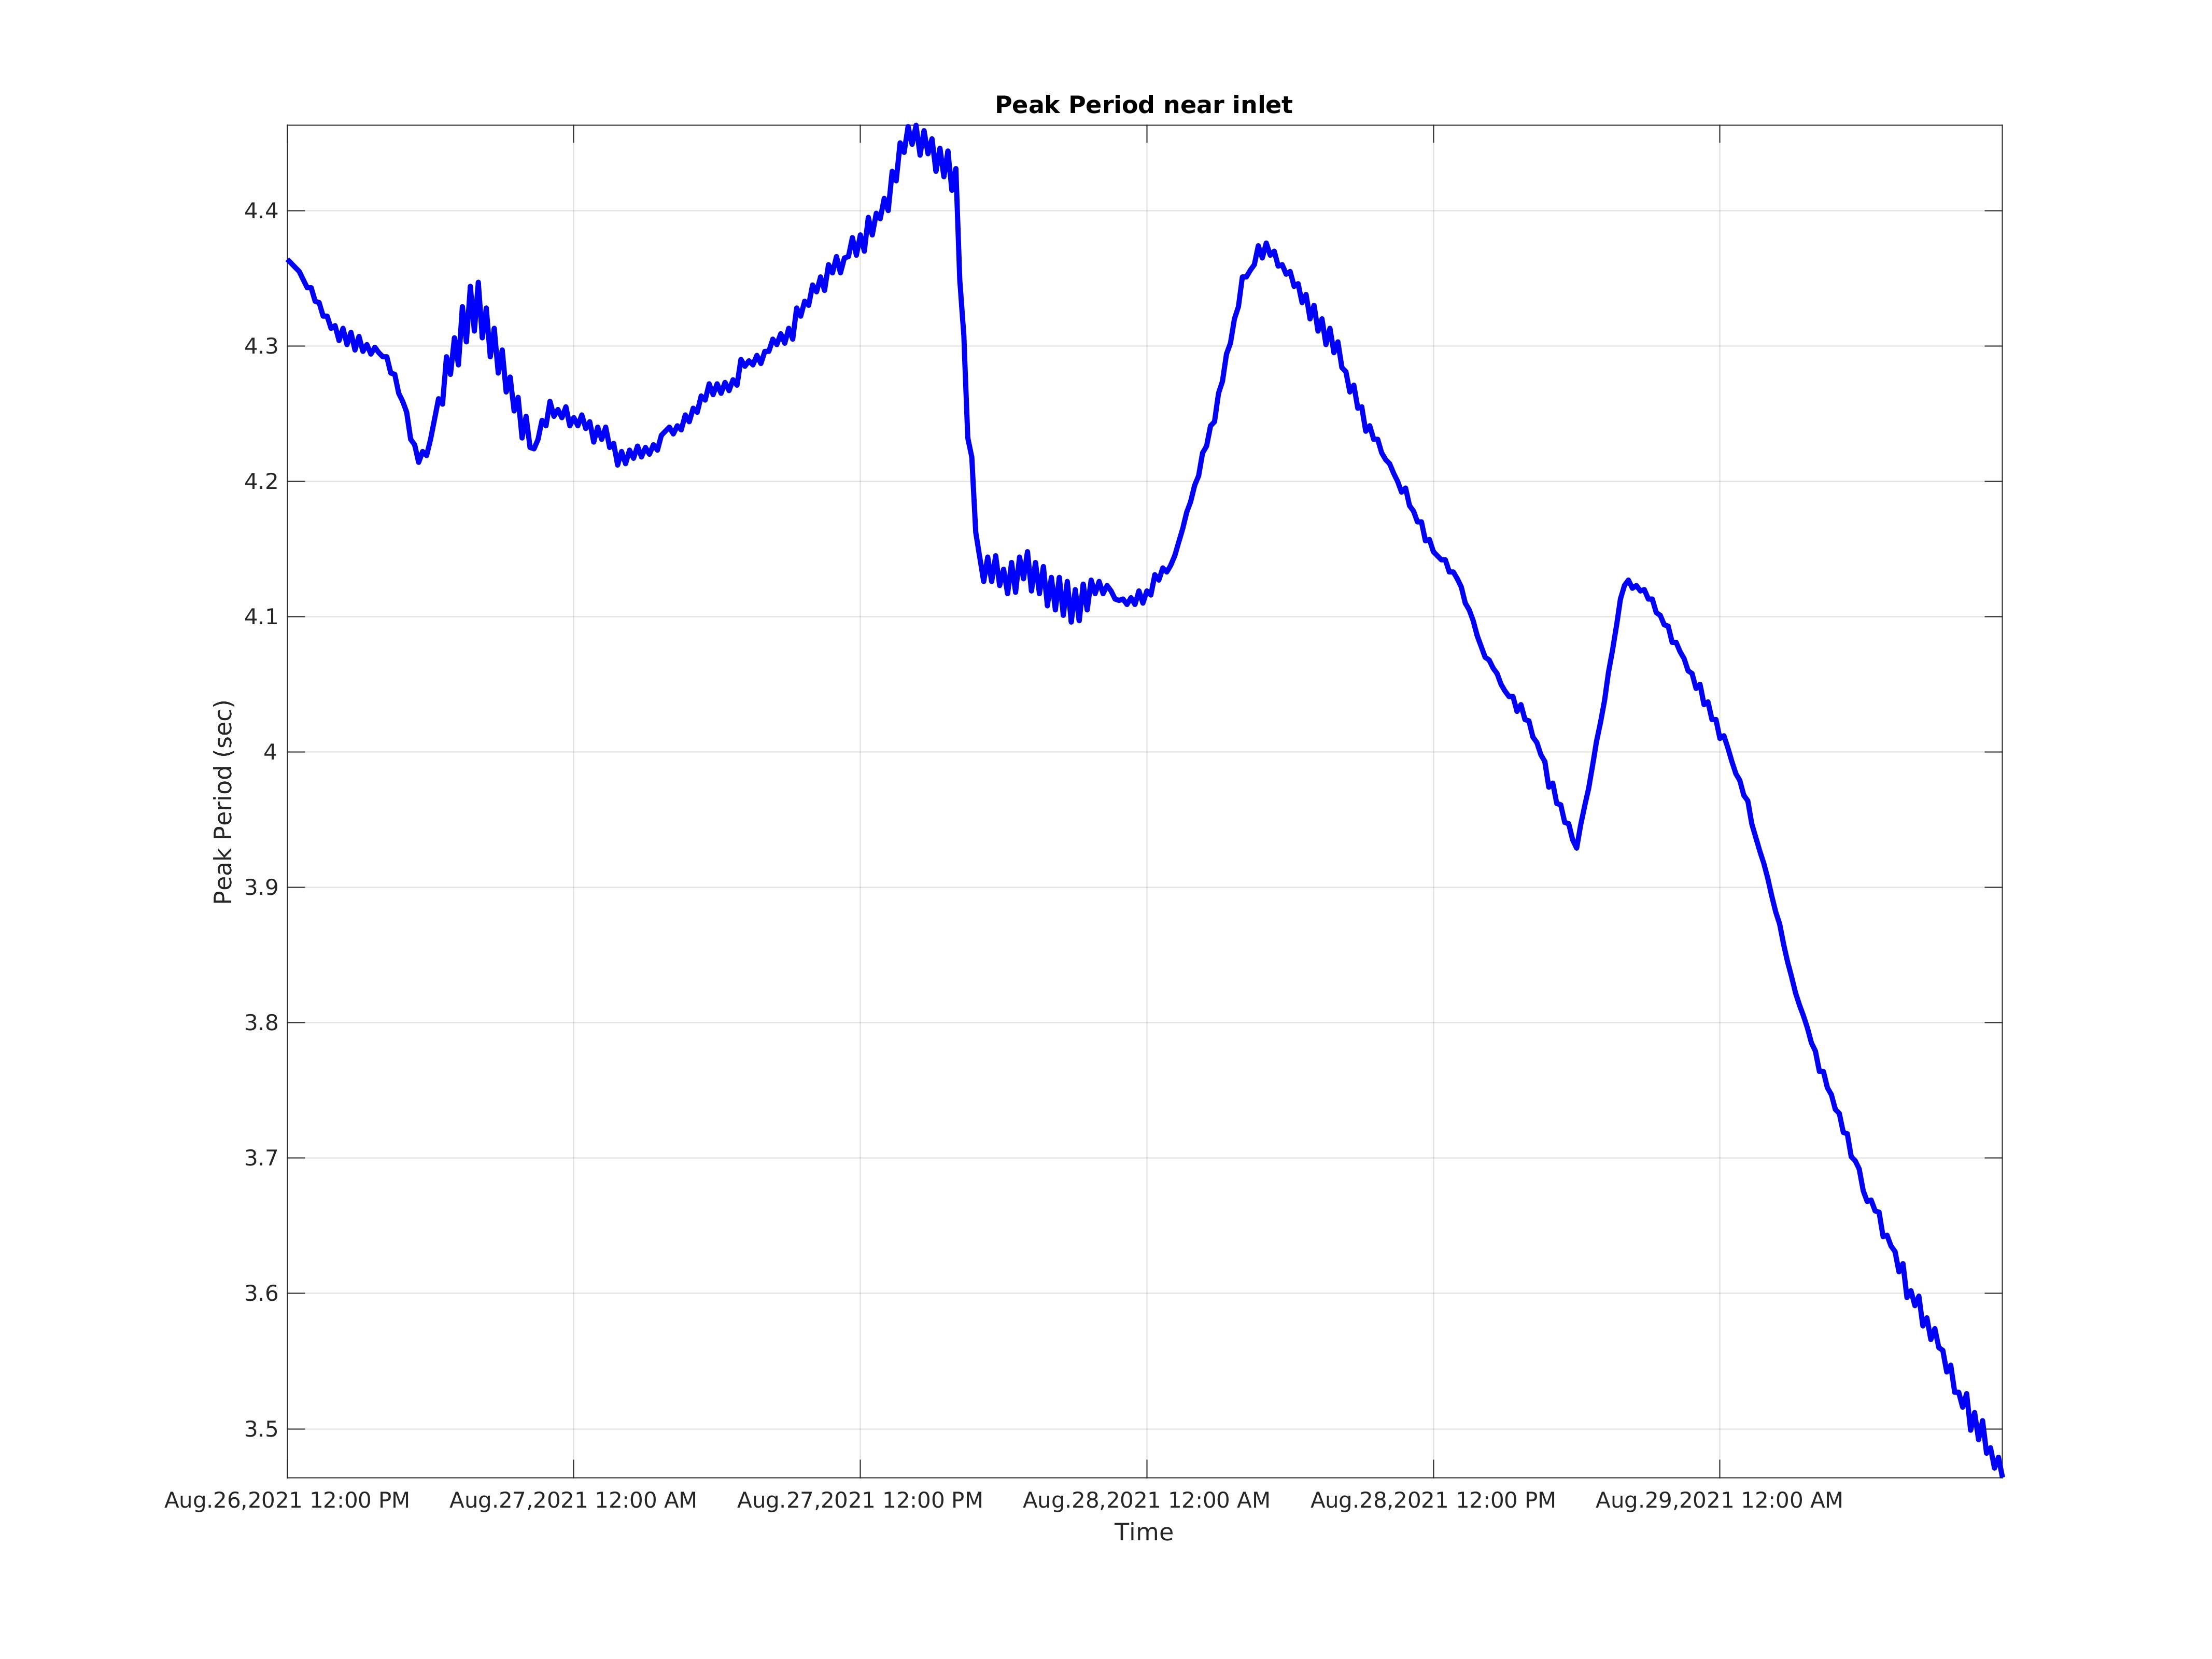 Peak Period near inlet
4.4
4.3
4.2
4.1
4
3.9
3.8
3.7
3.6
3.5
Peak Period (sec)
Aug.26,2021 12:00 PM
Aug.27,2021 12:00 AM
Aug.27,2021 12:00 PM
Aug.28,2021 12:00 AM
Aug.28,2021 12:00 PM
Aug.29,2021 12:00 AM
Time